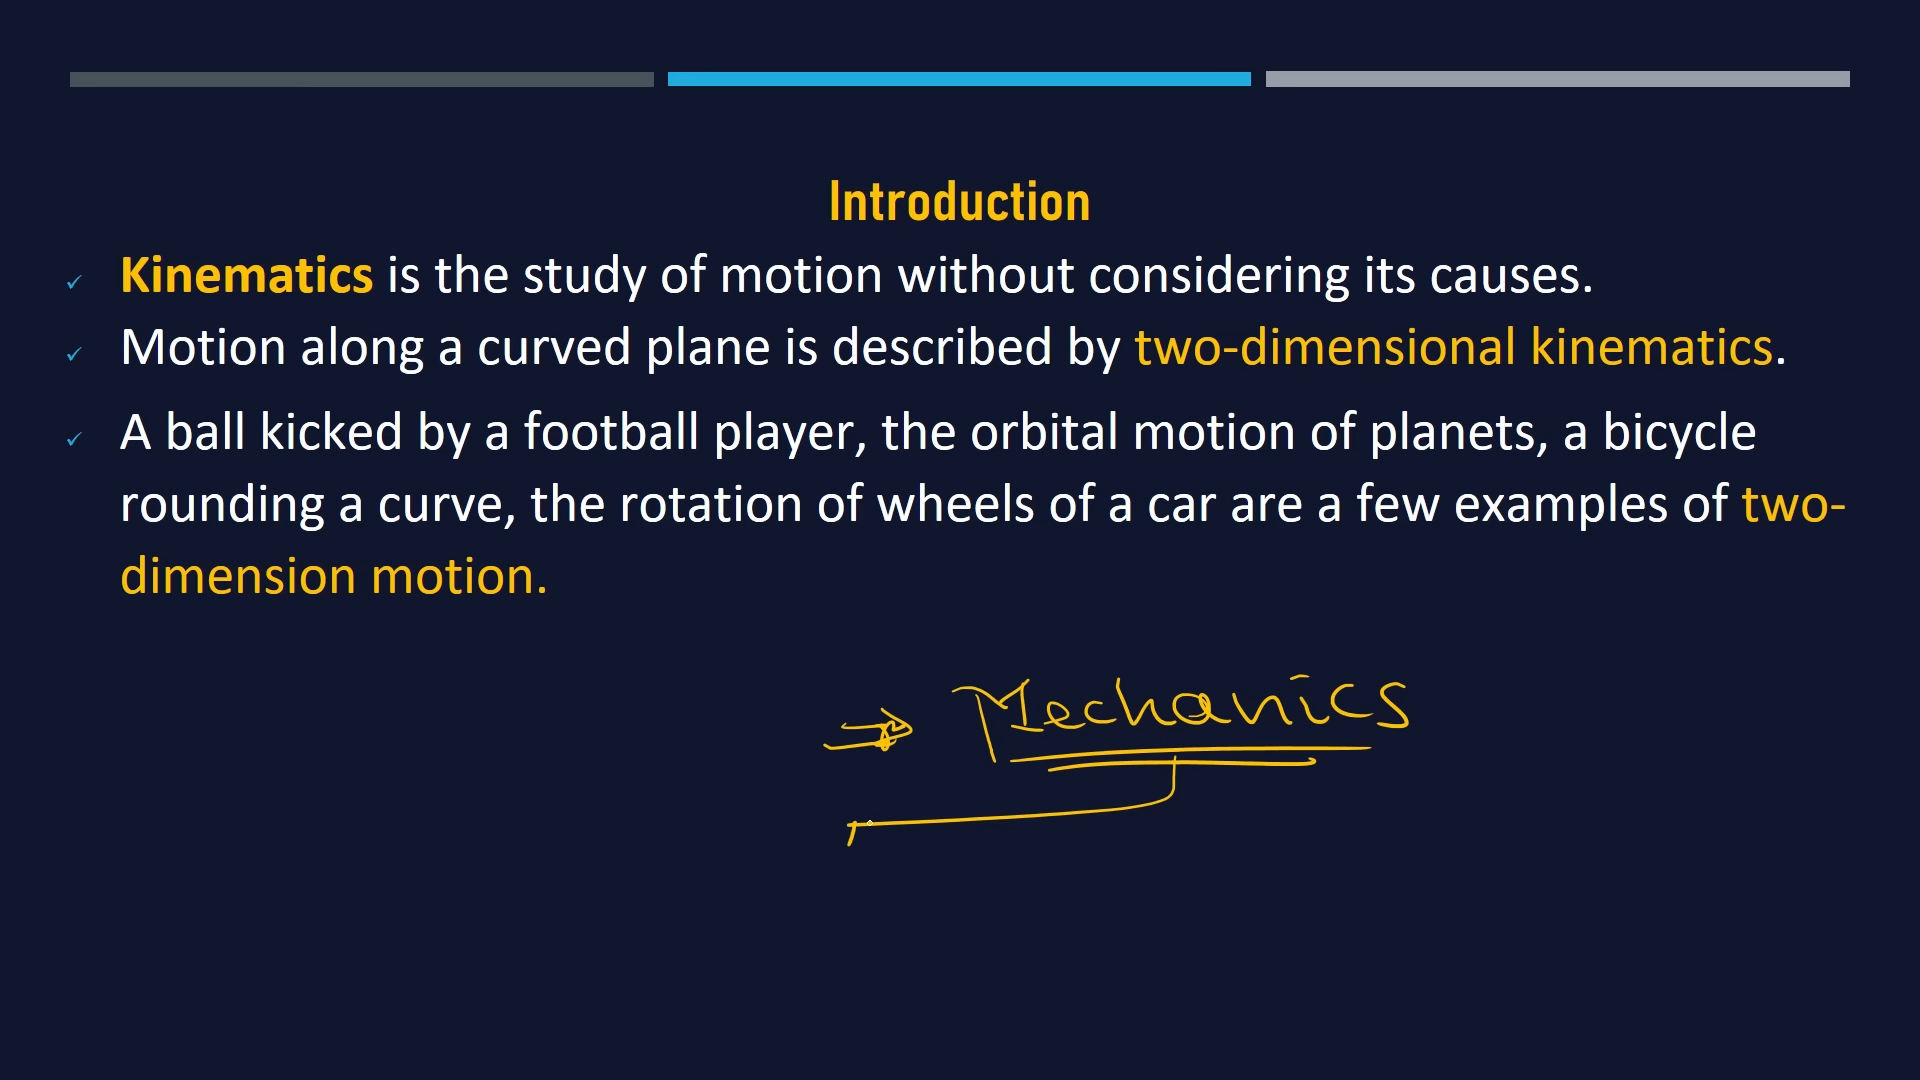 Introduction
✓ Kinematics is the study of motion without considering its causes.
✓ Motion along a curved plane is described by two-dimensional kinematics.
✓ A ball kicked by a football player, the orbital motion of planets, a bicycle
rounding a curve, the rotation of wheels of a car are a few examples of two-
dimension motion.
⇒ Mechanics